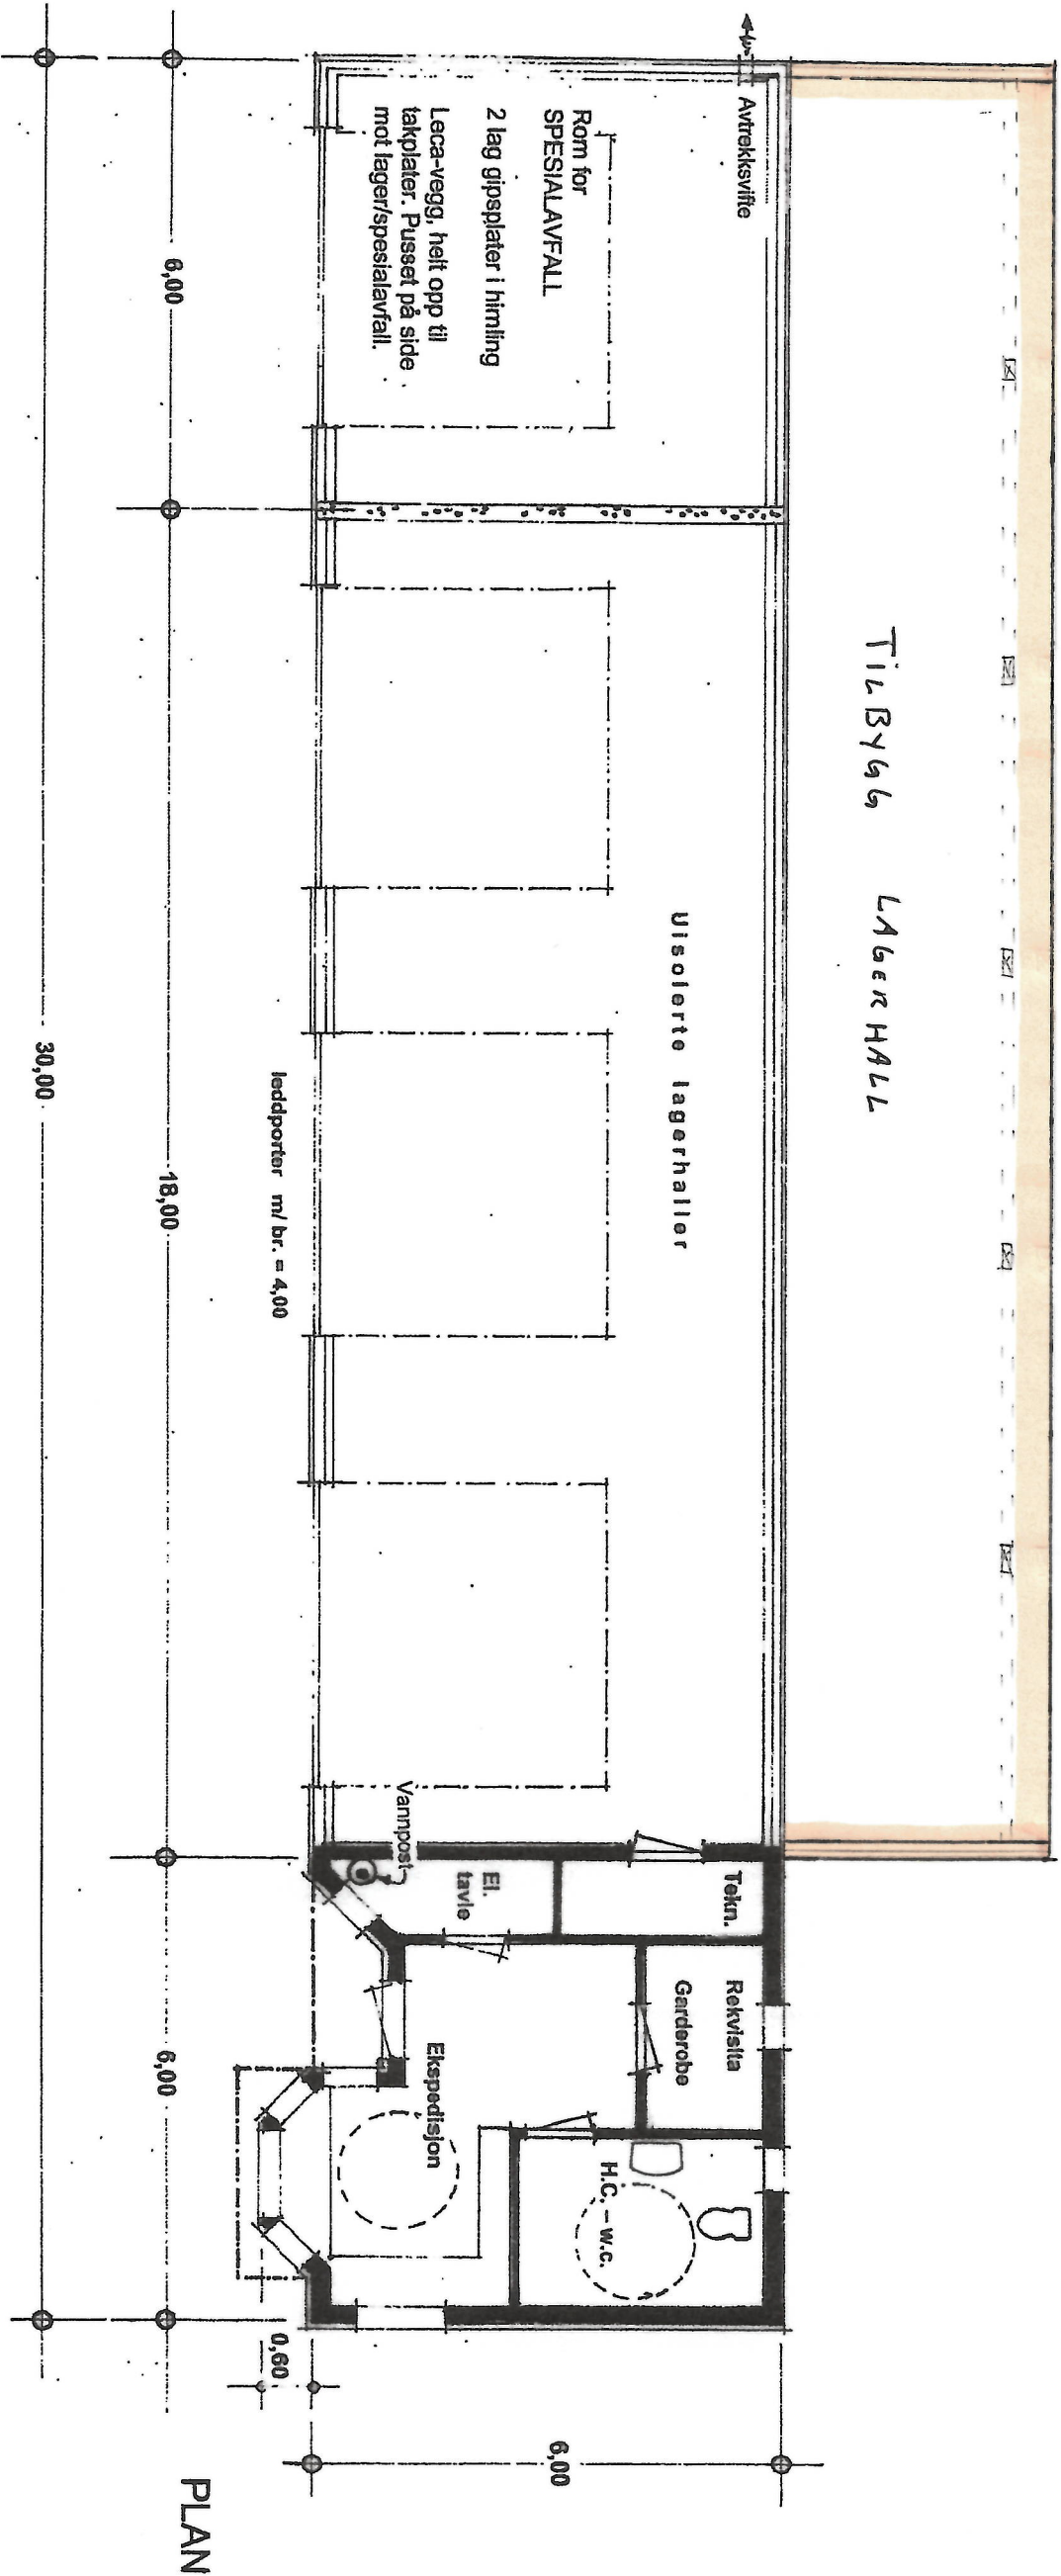 TILBYGG LAGERHALL
Avtrekksvifte
Rom for
SPESIALAVFALL
2 lag gipsplater i himling
Leca-vegg, helt opp til
takplater. Pusset på side
mot lager/spesialavfall.
Uisolerte lagerhaller
leddporter m/ br. = 4,00
Vannpost
El.
tavle
Tekn.
Rekvisita
Garderobe
Ekspedisjon
H.C. - w.c.
6,00
18,00
6,00
30,00
0,60
6,00
PLAN